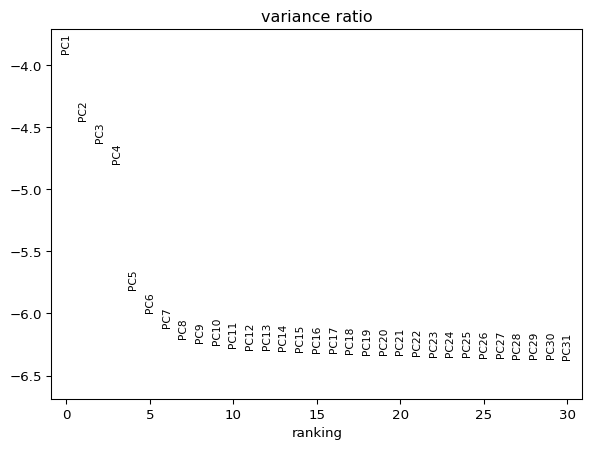 variance ratio
−4.0
−4.5
−5.0
−5.5
−6.0
−6.5
PC1
PC2
PC3
PC4
PC5
PC6
PC7
PC8
PC9
PC10
PC11
PC12
PC13
PC14
PC15
PC16
PC17
PC18
PC19
PC20
PC21
PC22
PC23
PC24
PC25
PC26
PC27
PC28
PC29
PC30
PC31
0 5 10 15 20 25 30
ranking